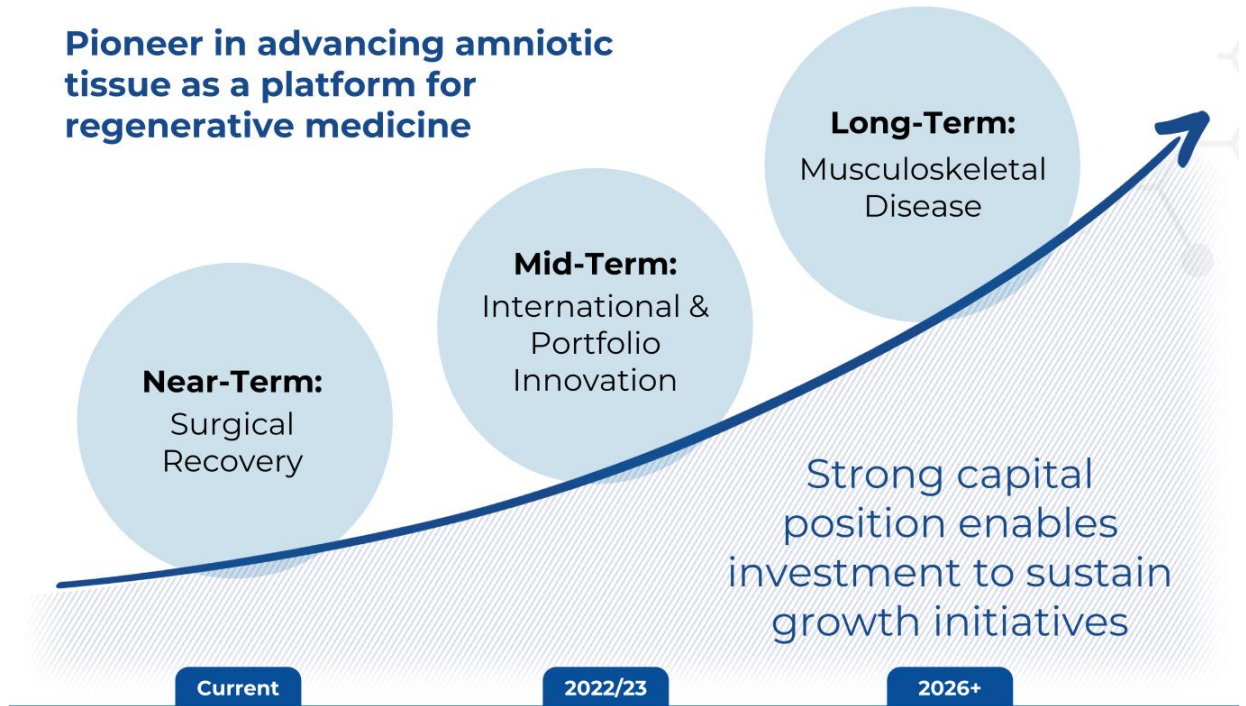 Pioneer in advancing amniotic
tissue as a platform for
regenerative medicine
Near-Term:
Surgical
Recovery
Mid-Term:
International &
Portfolio
Innovation
Long-Term:
Musculoskeletal
Disease
Strong capital
position enables
investment to sustain
growth initiatives
Current
2022/23
2026+